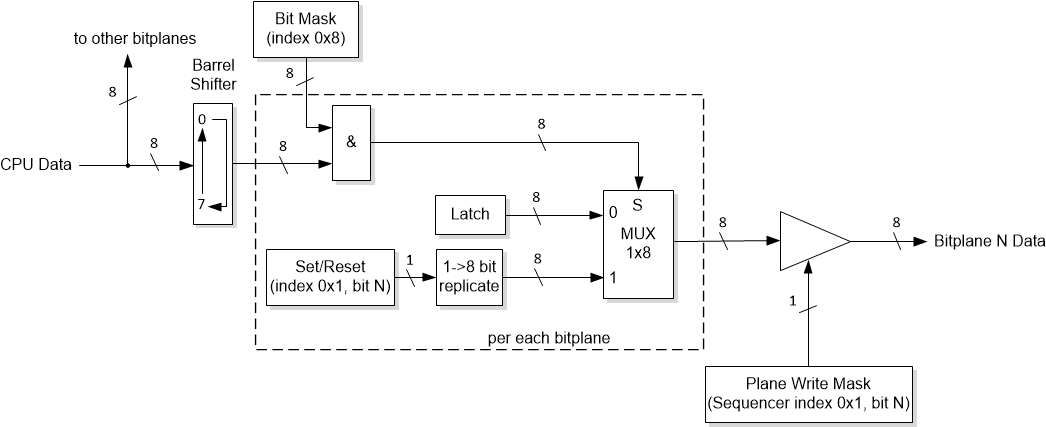 Bit Mask
(index 0x8)
to other bitplanes
Barrel
Shifter
8
8
0
7
8
CPU Data
8
&
8
Latch
8
0
S
MUX
1x8
1
Set/Reset
(index 0x1, bit N)
1
1->8 bit
replicate
8
8
8
Bitplane N Data
1
per each bitplane
Plane Write Mask
(Sequencer index 0x1, bit N)